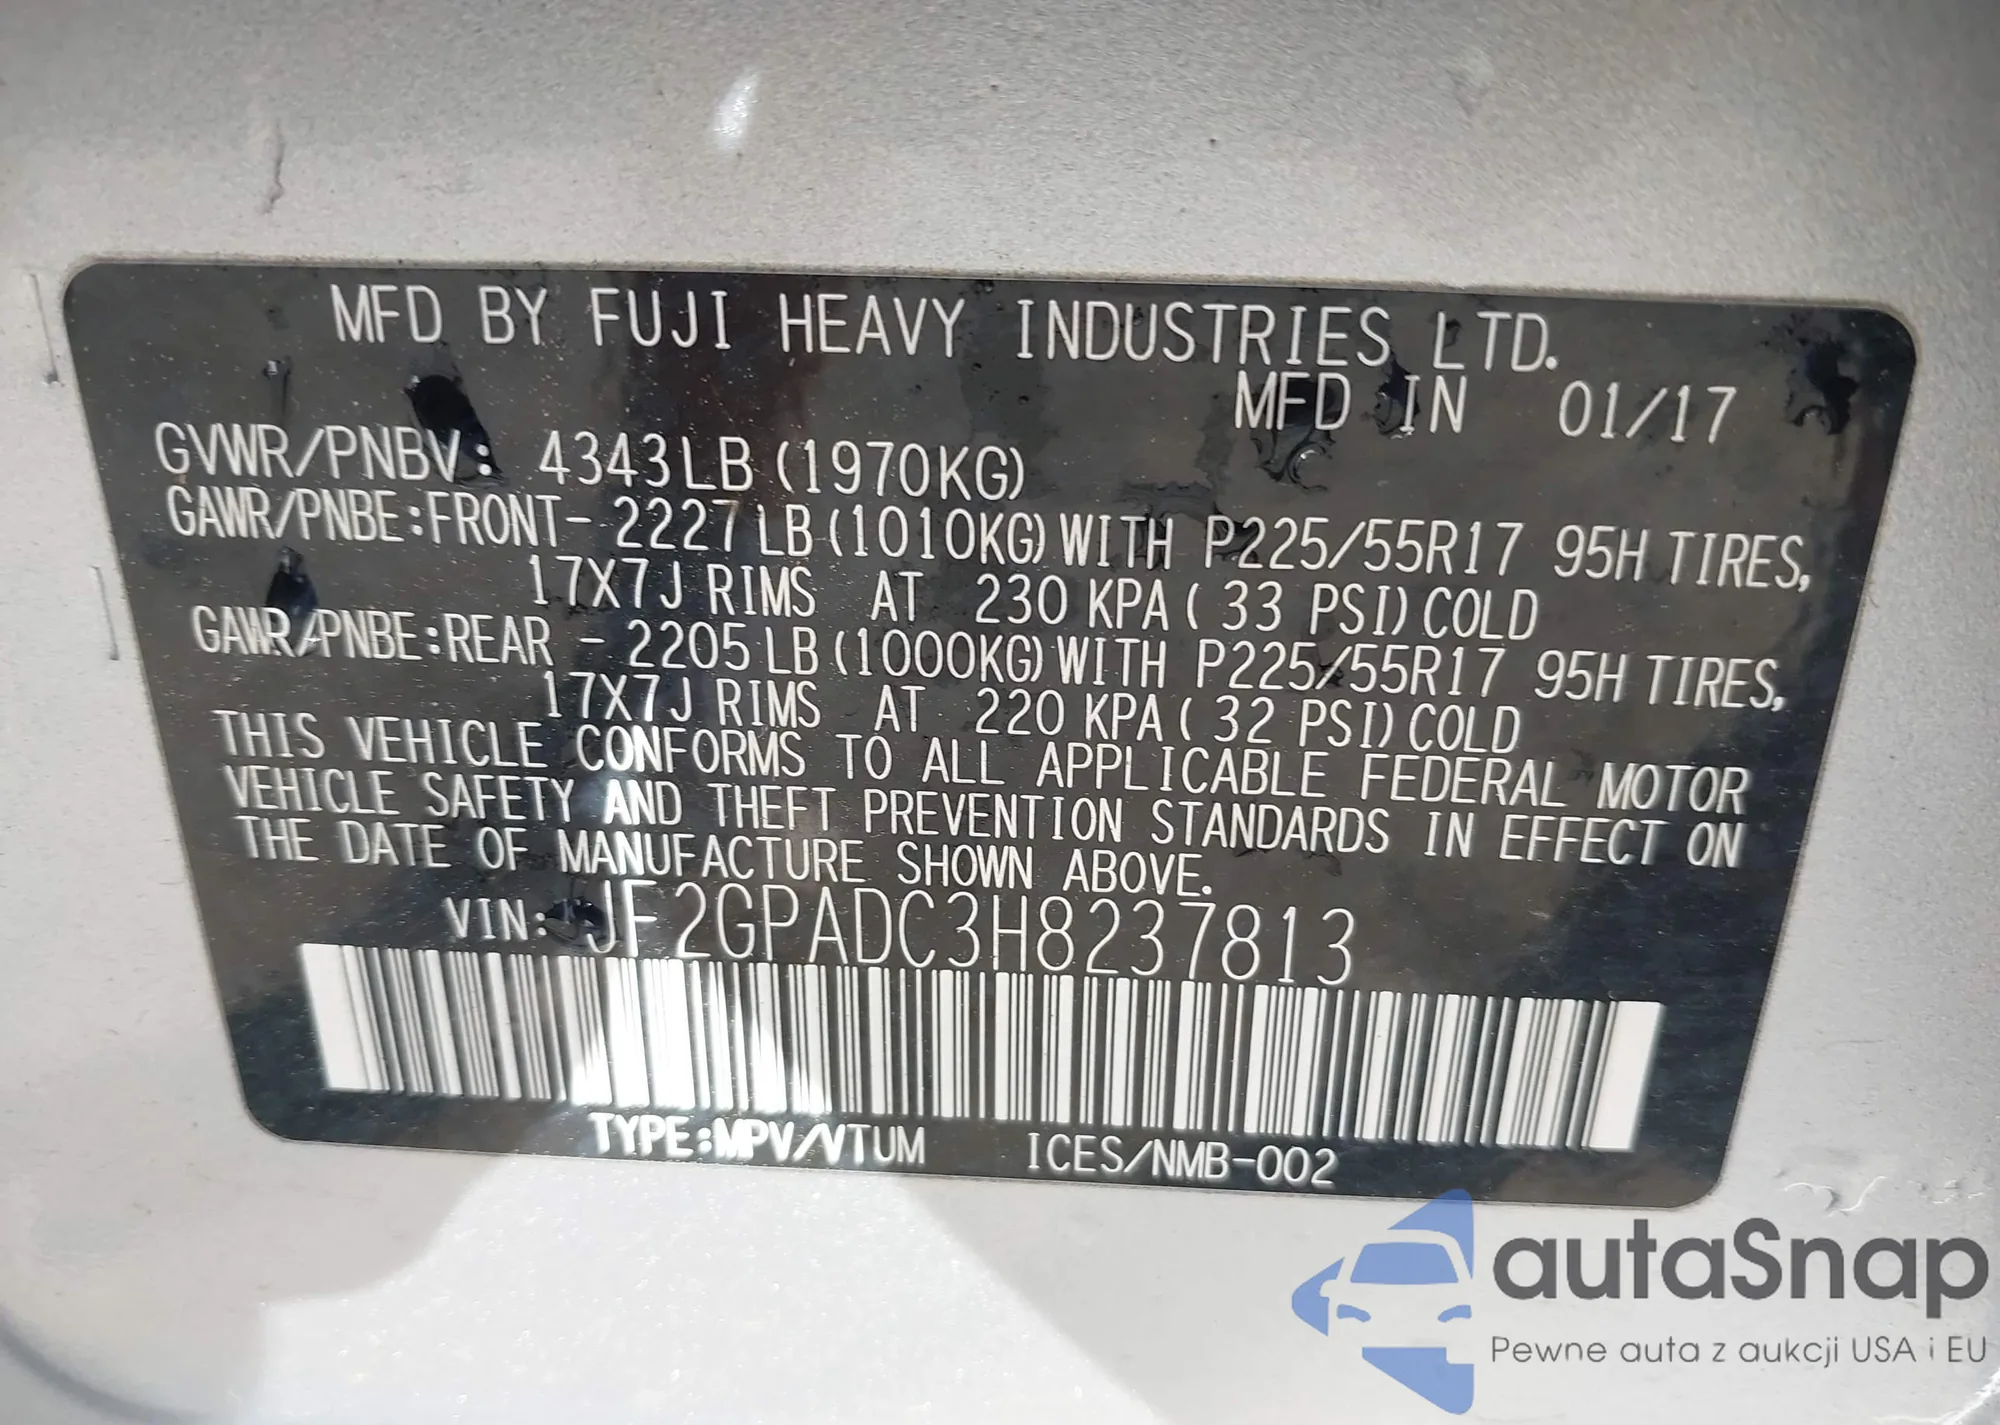 MFD BY FUJI HEAVY INDUSTRIES LTD.
MFD IN 01/17
GVWR/PNBV: 4343LB (1970KG)
GAWR/PNBE:FRONT- 2227LB(1010KG)WITH P225/55R17 95H TIRES,
17X7J RIMS AT 230 KPA( 33 PSI)COLD
GAWR/PNBE:REAR - 2205LB(1000KG)WITH P225/55R17 95H TIRES,
17X7J RIMS AT 220 KPA( 32 PSI)COLD
THIS VEHICLE CONFORMS TO ALL APPLICABLE FEDERAL MOTOR
VEHICLE SAFETY AND THEFT PREVENTION STANDARDS IN EFFECT ON
THE DATE OF MANUFACTURE SHOWN ABOVE.
VIN: JF2GPADC3H8237813
TYPE:MPV/VTUM ICES/NMB-002
autaSnap
Pewne auta z aukcji USA i EU